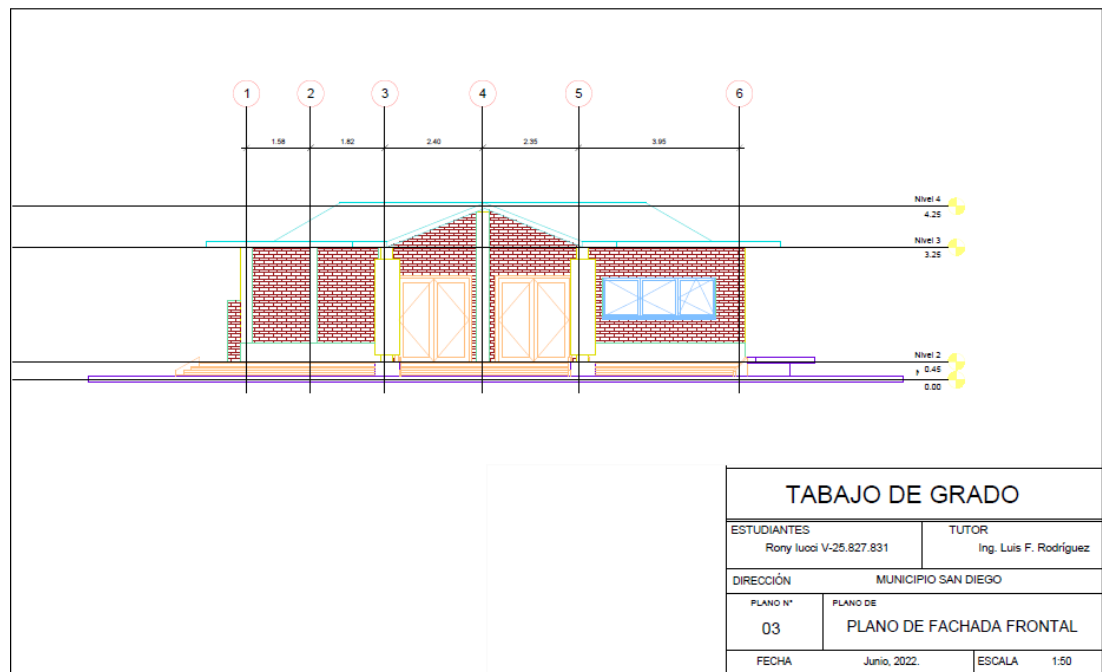 1 2 3 4 5 6
1.58 1.82 2.40 2.35 3.95
Nivel 4
4.25
Nivel 3
3.25
Nivel 2
0.45
0.00
TABAJO DE GRADO
ESTUDIANTES
Rony lucci V-25.827.831
TUTOR
Ing. Luis F. Rodríguez
DIRECCIÓN MUNICIPIO SAN DIEGO
PLANO N°
03
PLANO DE
PLANO DE FACHADA FRONTAL
FECHA Junio, 2022. ESCALA 1:50